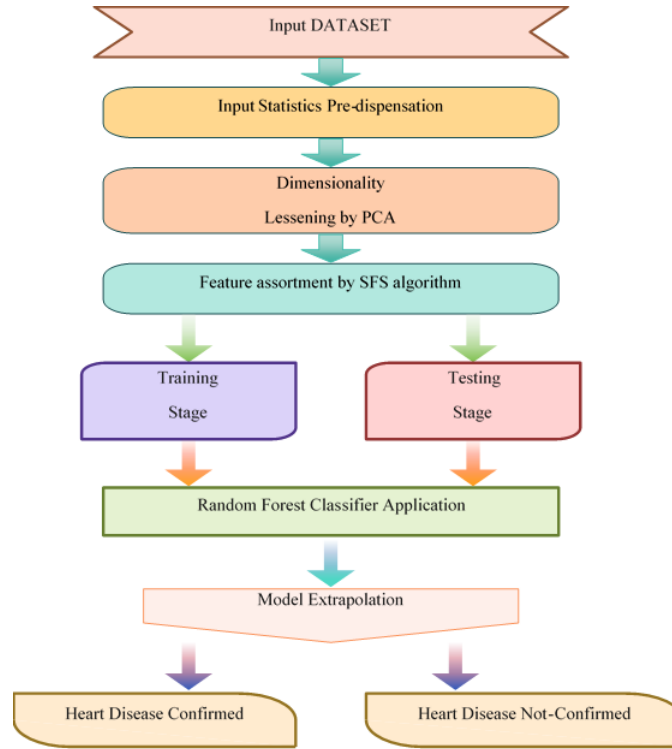 Input DATASET
Input Statistics Pre-dispensation
Dimensionality
Lessening by PCA
Feature assortment by SFS algorithm
Training
Stage
Testing
Stage
Random Forest Classifier Application
Model Extrapolation
Heart Disease Confirmed
Heart Disease Not-Confirmed